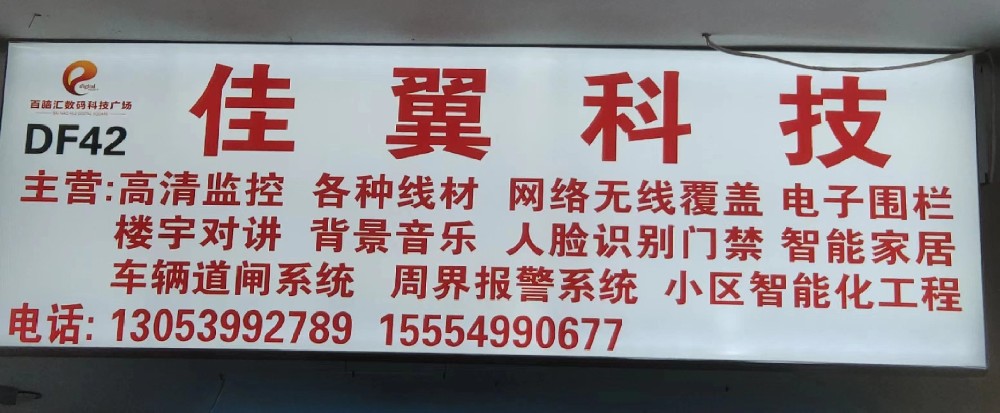 digital
百脑汇数码科技广场
DF42
佳翼科技
主营:高清监控 各种线材 网络无线覆盖 电子围栏
楼宇对讲 背景音乐 人脸识别门禁 智能家居
车辆道闸系统 周界报警系统 小区智能化工程
电话: 13053992789 15554990677